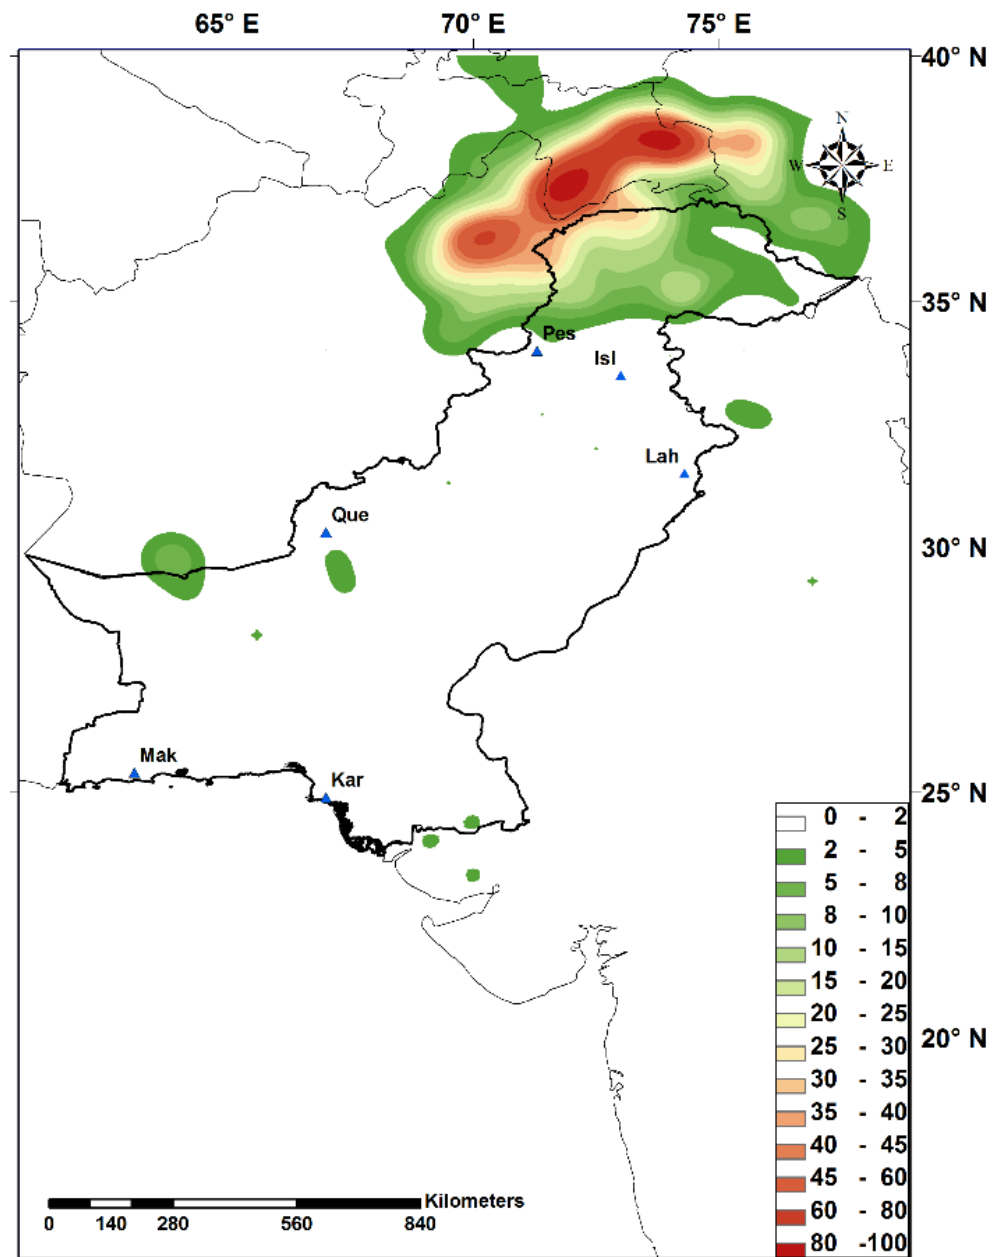 65° E 70° E 75° E
40° N
N
W E
S
35° N
Pes
Isl
Lah
Que
30° N
Mak
Kar
25° N
0 - 2
2 - 5
5 - 8
8 - 10
10 - 15
15 - 20
20 - 25
20° N
25 - 30
30 - 35
35 - 40
40 - 45
45 - 60
60 - 80
80 -100
Kilometers
0 140 280 560 840